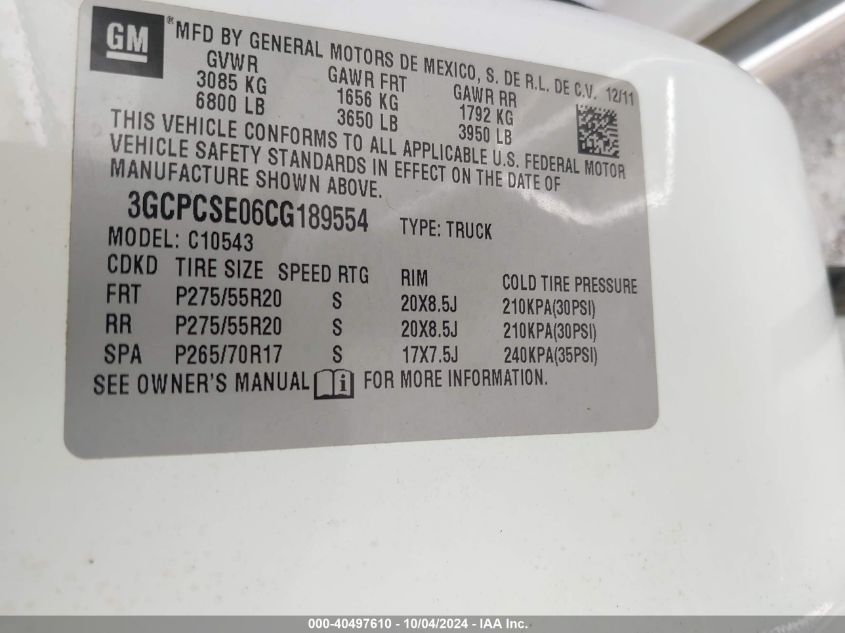 GM
®MFD BY GENERAL MOTORS DE MEXICO, S. DE R.L. DE C.V. 12/11
GVWR GAWR FRT GAWR RR
3085 KG 1656 KG 1792 KG
6800 LB 3650 LB 3950 LB
THIS VEHICLE CONFORMS TO ALL APPLICABLE U.S. FEDERAL MOTOR
VEHICLE SAFETY STANDARDS IN EFFECT ON THE DATE OF
MANUFACTURE SHOWN ABOVE.
3GCPCSE06CG189554 TYPE: TRUCK
MODEL: C10543
CDKD TIRE SIZE SPEED RTG RIM COLD TIRE PRESSURE
FRT P275/55R20 S 20X8.5J 210KPA(30PSI)
RR P275/55R20 S 20X8.5J 210KPA(30PSI)
SPA P265/70R17 S 17X7.5J 240KPA(35PSI)
SEE OWNER'S MANUAL i FOR MORE INFORMATION.
000-40497610 - 10/04/2024 - IAA Inc.